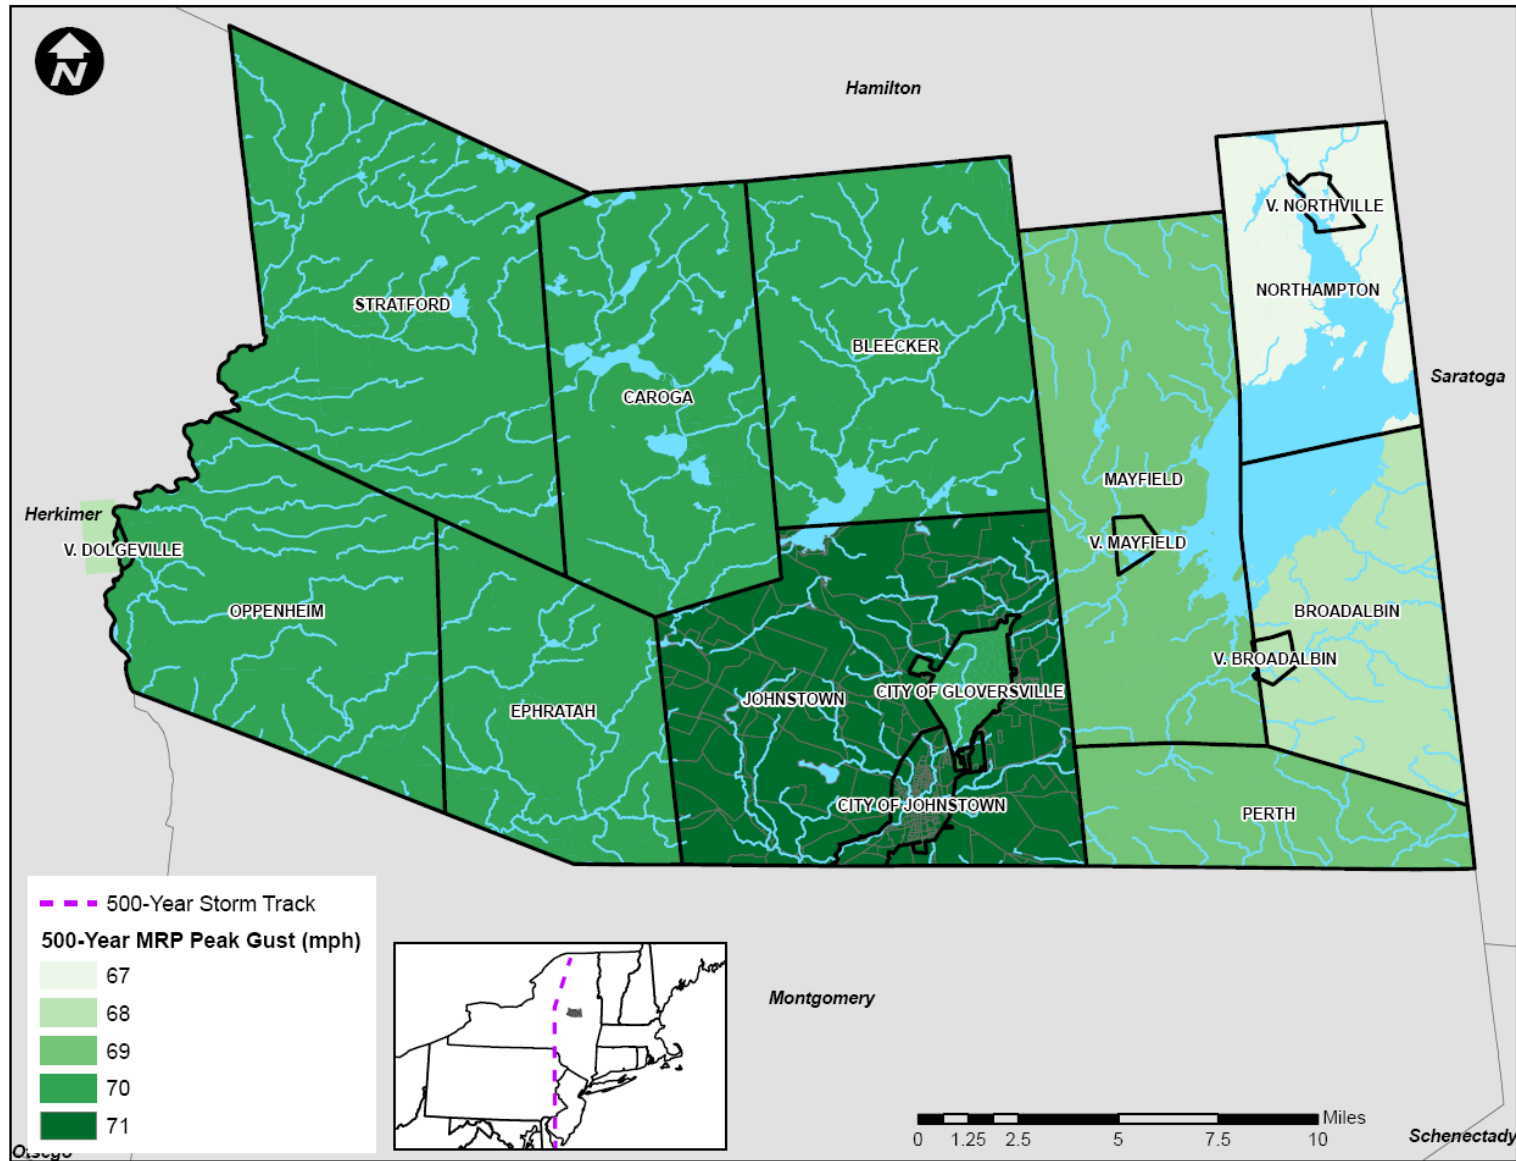 N
Hamilton
V. NORTHVILLE
NORTHAMPTON
STRATFORD
BLEECKER
Saratoga
CAROGA
MAYFIELD
Herkimer
V. MAYFIELD
V. DOLGEVILLE
OPPENHEIM
BROADALBIN
V. BROADALBIN
JOHNSTOWN
CITY OF GLOVERSVILLE
EPHRATAH
CITY OF JOHNSTOWN
PERTH
500-Year Storm Track
500-Year MRP Peak Gust (mph)
67
68
69
70
71
Montgomery
Miles
0 1.25 2.5 5 7.5 10
Otsego
Schenectady